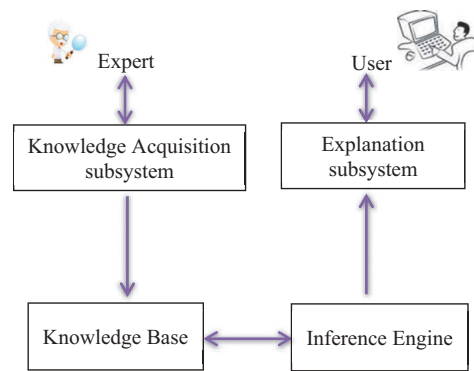 Expert
User
Knowledge Acquisition
subsystem
Explanation
subsystem
Knowledge Base
Inference Engine